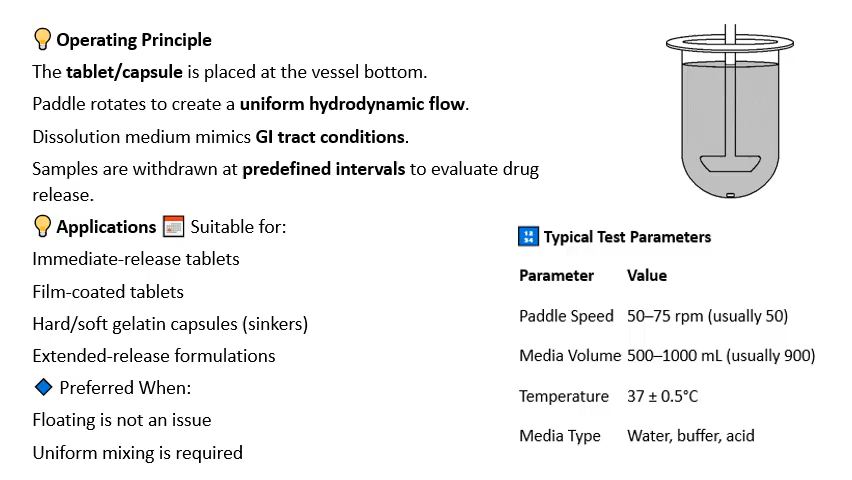 💡 Operating Principle
The tablet/capsule is placed at the vessel bottom.
Paddle rotates to create a uniform hydrodynamic flow.
Dissolution medium mimics GI tract conditions.
Samples are withdrawn at predefined intervals to evaluate drug
release.
💡 Applications 📅 Suitable for:
Immediate-release tablets
Film-coated tablets
Hard/soft gelatin capsules (sinkers)
Extended-release formulations
🔷 Preferred When:
Floating is not an issue
Uniform mixing is required
🔢 Typical Test Parameters
Parameter Value
Paddle Speed 50–75 rpm (usually 50)
Media Volume 500–1000 mL (usually 900)
Temperature 37 ± 0.5°C
Media Type Water, buffer, acid